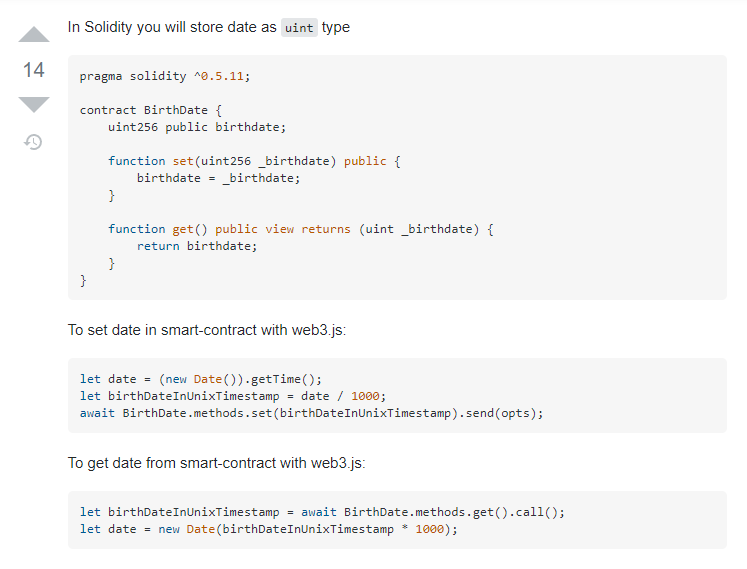 In Solidity you will store date as uint type
14
pragma solidity ^0.5.11;
contract BirthDate {
uint256 public birthdate;
function set(uint256 _birthdate) public {
birthdate = _birthdate;
}
function get() public view returns (uint _birthdate) {
return birthdate;
}
}
To set date in smart-contract with web3.js:
let date = (new Date()).getTime();
let birthDateInUnixTimestamp = date / 1000;
await BirthDate.methods.set(birthDateInUnixTimestamp).send(opts);
To get date from smart-contract with web3.js:
let birthDateInUnixTimestamp = await BirthDate.methods.get().call();
let date = new Date(birthDateInUnixTimestamp * 1000);